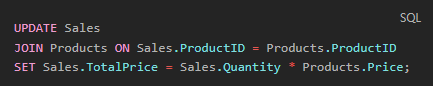 SQL
UPDATE Sales
JOIN Products ON Sales.ProductID = Products.ProductID
SET Sales.TotalPrice = Sales.Quantity * Products.Price;